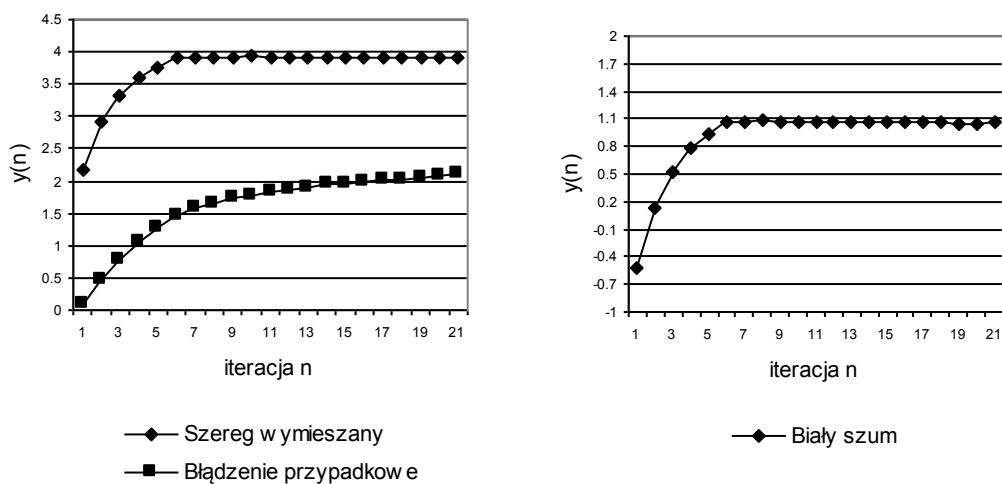 4.5
4
3.5
3
2.5
2
1.5
1
0.5
0
y(n)
1 3 5 7 9 11 13 15 17 19 21
iteracja n
Szereg wymieszany
Błądzenie przypadkowe
2
1.7
1.4
1.1
0.8
0.5
0.2
-0.1
-0.4
-0.7
-1
y(n)
1 3 5 7 9 11 13 15 17 19 21
iteracja n
Biały szum